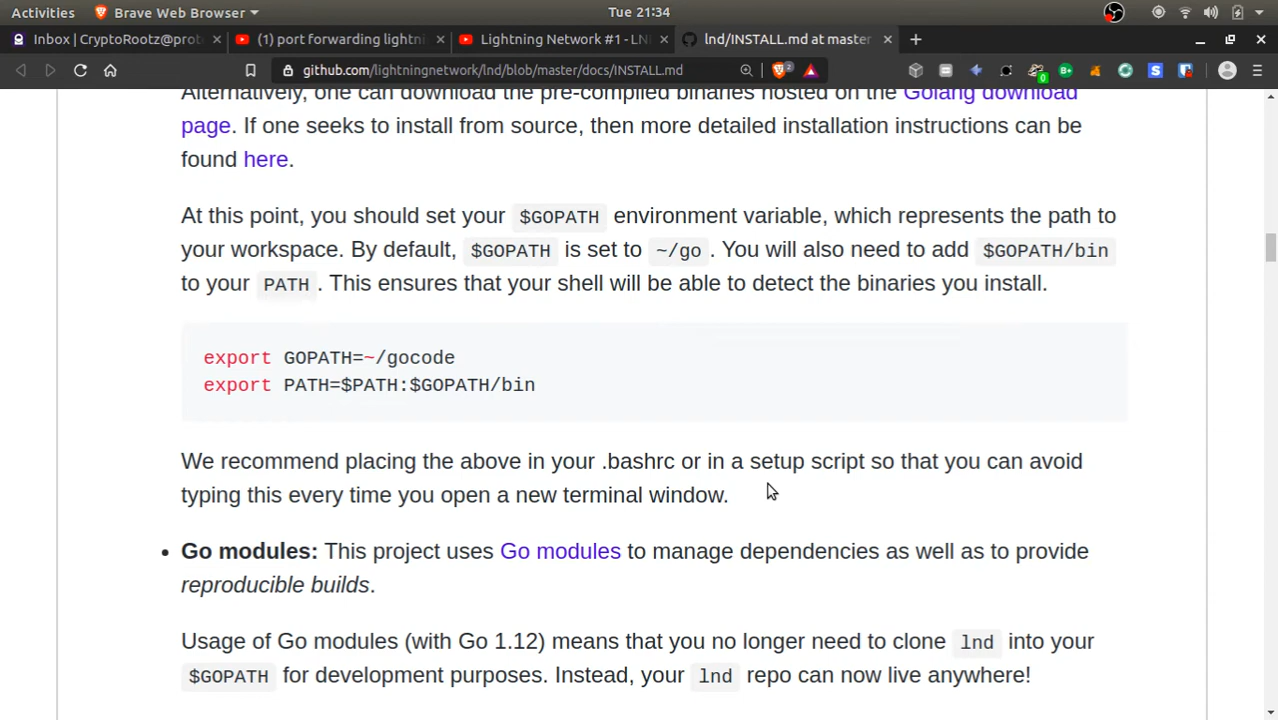 Activities Brave Web Browser Tue 21:34
Inbox | CryptoRootz@prot (1) port forwarding lightni Lightning Network #1 - LNI lnd/INSTALL.md at master
github.com/lightningnetwork/lnd/blob/master/docs/INSTALL.md 2 0 B+ S
Alternatively, one can download the pre-compiled binaries hosted on the Golang download
page. If one seeks to install from source, then more detailed installation instructions can be
found here.
At this point, you should set your $GOPATH environment variable, which represents the path to
your workspace. By default, $GOPATH is set to ~/go . You will also need to add $GOPATH/bin
to your PATH . This ensures that your shell will be able to detect the binaries you install.
export GOPATH=~/gocode
export PATH=$PATH:$GOPATH/bin
We recommend placing the above in your .bashrc or in a setup script so that you can avoid
typing this every time you open a new terminal window.
Go modules: This project uses Go modules to manage dependencies as well as to provide
reproducible builds.
Usage of Go modules (with Go 1.12) means that you no longer need to clone lnd into your
$GOPATH for development purposes. Instead, your lnd repo can now live anywhere!